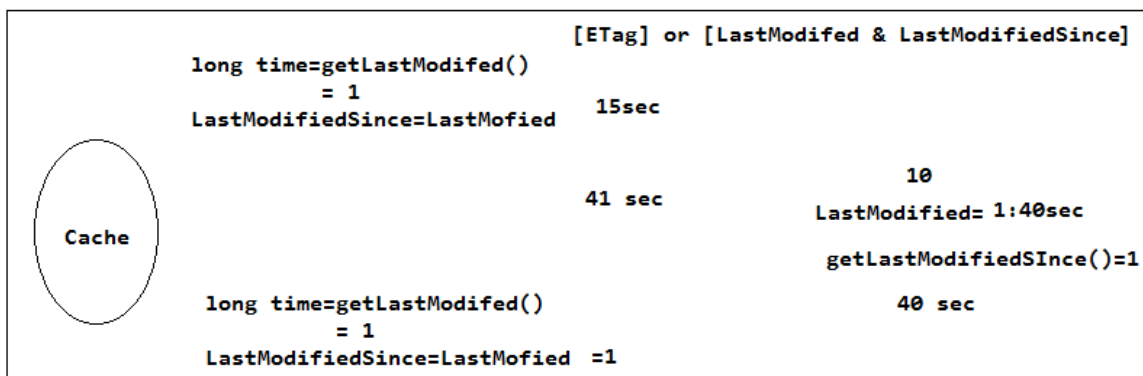 [ETag] or [LastModifed & LastModifiedSince]
long time=getLastModifed()
= 1
LastModifiedSince=LastMofied
15sec
10
41 sec
LastModified= 1:40sec
Cache
getLastModifiedSInce()=1
long time=getLastModifed()
40 sec
= 1
LastModifiedSince=LastMofied =1